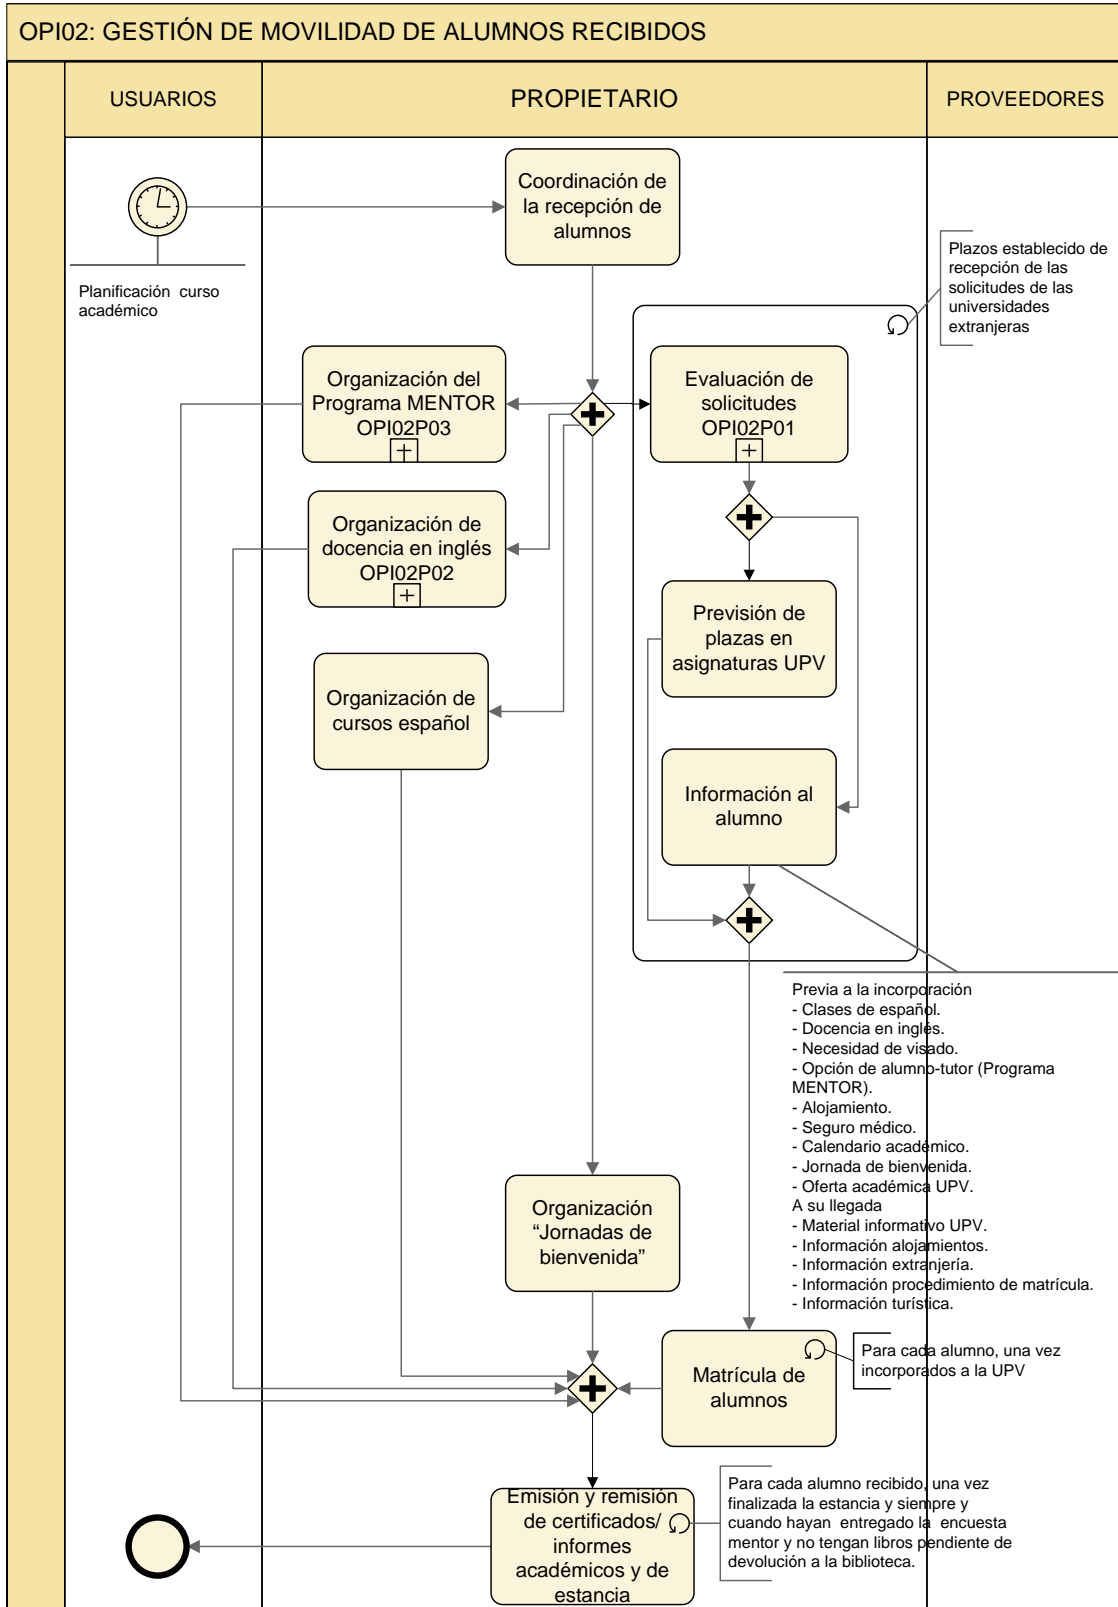 OPI02: GESTIÓN DE MOVILIDAD DE ALUMNOS RECIBIDOS
USUARIOS
PROPIETARIO
PROVEEDORES
Coordinación de
la recepción de
alumnos
Planificación  curso
académico
Plazos establecido de
recepción de las
solicitudes de las
universidades
extranjeras
Organización del
Programa MENTOR
OPI02P03
Evaluación de
solicitudes
OPI02P01
Organización de
docencia en inglés
OPI02P02
Previsión de
plazas en
asignaturas UPV
Organización de
cursos español
Información al
alumno
Previa a la incorporación
- Clases de español.
- Docencia en inglés.
- Necesidad de visado.
- Opción de alumno-tutor (Programa
MENTOR).
- Alojamiento.
- Seguro médico.
- Calendario académico.
- Jornada de bienvenida.
- Oferta académica UPV.
A su llegada
- Material informativo UPV.
- Información alojamientos.
- Información extranjería.
- Información procedimiento de matrícula.
- Información turística.
Organización
“Jornadas de
bienvenida”
Matrícula de
alumnos
Para cada alumno, una vez
incorporados a la UPV
Emisión y remisión
de certificados/
informes
académicos y de
estancia
Para cada alumno recibido, una vez
finalizada la estancia y siempre y
cuando hayan  entregado la  encuesta
mentor y no tengan libros pendiente de
devolución a la biblioteca.